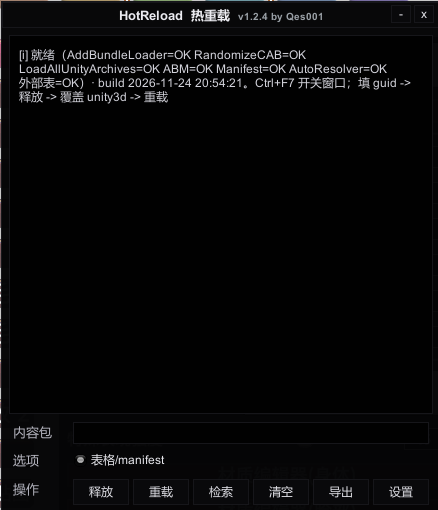 HotReload 热重载 v1.2.4 by Qes001
- x
[i] 就绪（AddBundleLoader=OK RandomizeCAB=OK
LoadAllUnityArchives=OK ABM=OK Manifest=OK AutoResolver=OK
外部表=OK）· build 2026-11-24 20:54:21。Ctrl+F7 开关窗口；填 guid ->
释放 -> 覆盖 unity3d -> 重载
内容包
选项 表格/manifest
操作 释放 重载 检索 清空 导出 设置